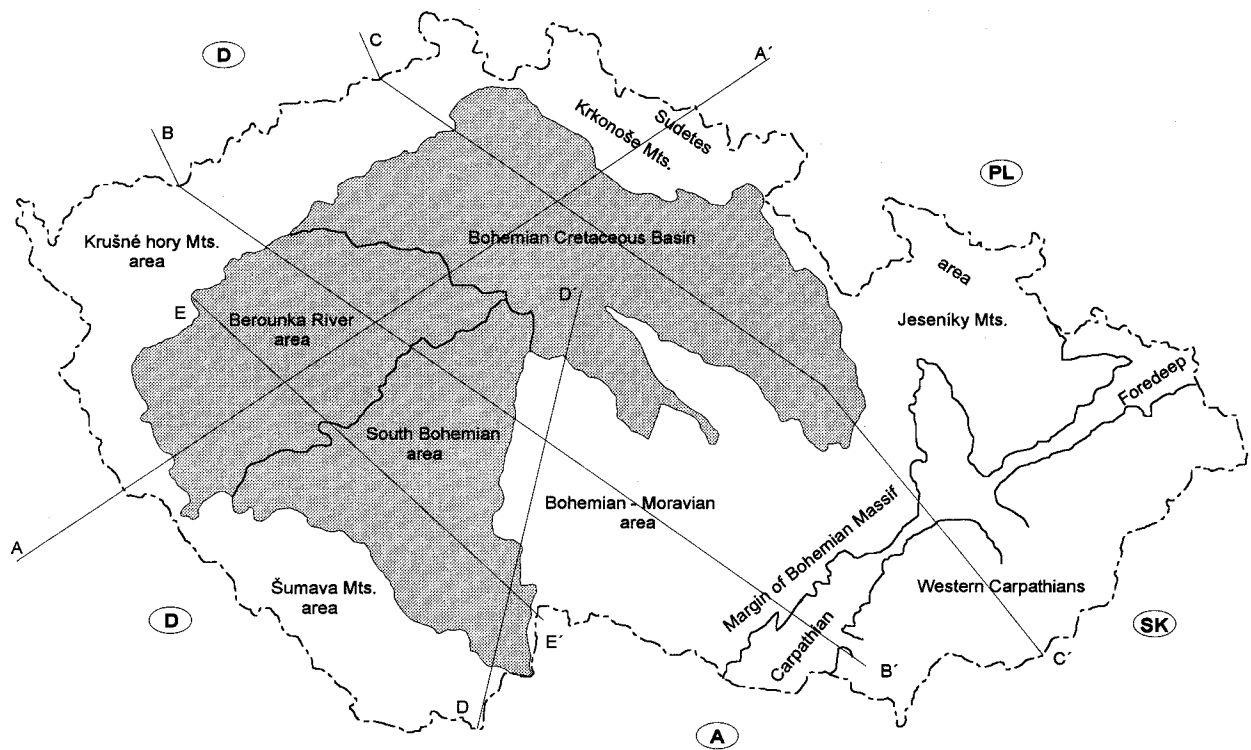 C
D
A´
B
Krkonoše Mts.
Sudetes
PL
Krušné hory Mts.
area
Bohemian Cretaceous Basin
area
E
D´
Berounka River
area
Jeseníky Mts.
Foredeep
South Bohemian
area
Bohemian - Moravian
area
A
Margin of Bohemian Massif
Šumava Mts.
area
Western Carpathians
D
E´
Carpathian
SK
B´
C´
D
A